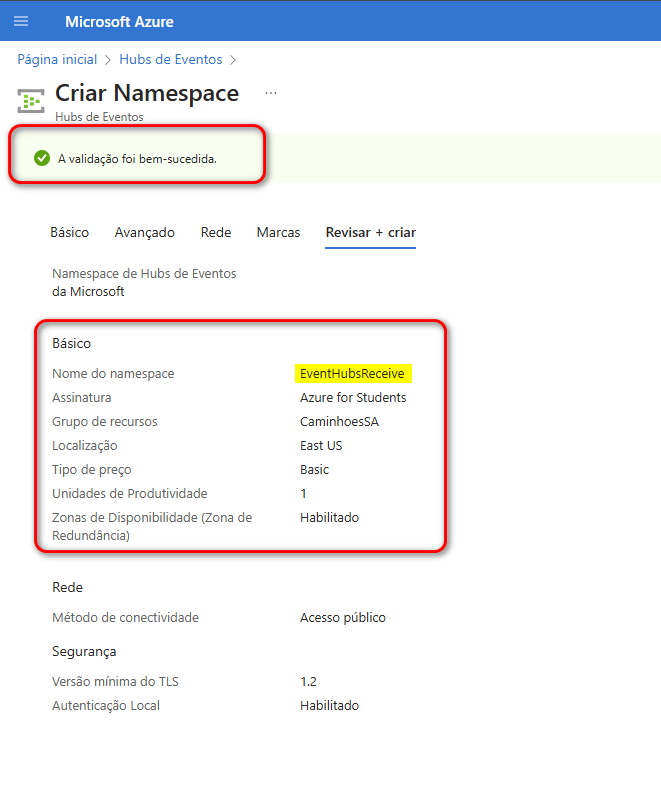 Microsoft Azure
Página inicial > Hubs de Eventos >
Criar Namespace ...
Hubs de Eventos
A validação foi bem-sucedida.
Básico Avançado Rede Marcas Revisar + criar
Namespace de Hubs de Eventos
da Microsoft
Básico
Nome do namespace EventHubsReceive
Assinatura Azure for Students
Grupo de recursos CaminhoesSA
Localização East US
Tipo de preço Basic
Unidades de Produtividade 1
Zonas de Disponibilidade (Zona de Habilitado
Redundância)
Rede
Método de conectividade Acesso público
Segurança
Versão mínima do TLS 1.2
Autenticação Local Habilitado